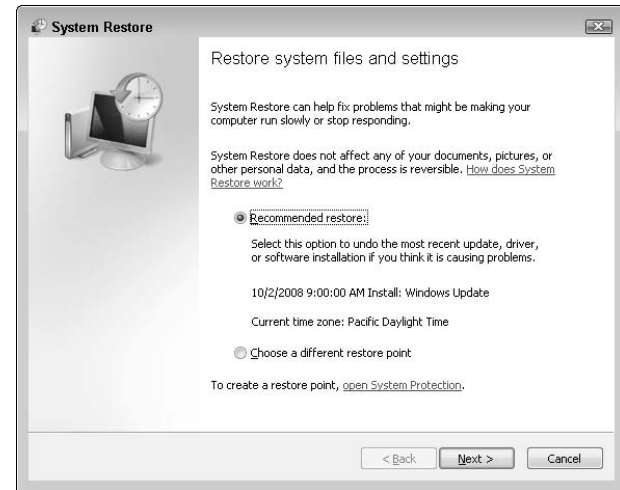 System Restore
Restore system files and settings
System Restore can help fix problems that might be making your
computer run slowly or stop responding.
System Restore does not affect any of your documents, pictures, or
other personal data, and the process is reversible. How does System
Restore work?
Recommended restore:
Select this option to undo the most recent update, driver,
or software installation if you think it is causing problems.
10/2/2008 9:00:00 AM Install: Windows Update
Current time zone: Pacific Daylight Time
Choose a different restore point
To create a restore point, open System Protection.
< Back
Next >
Cancel